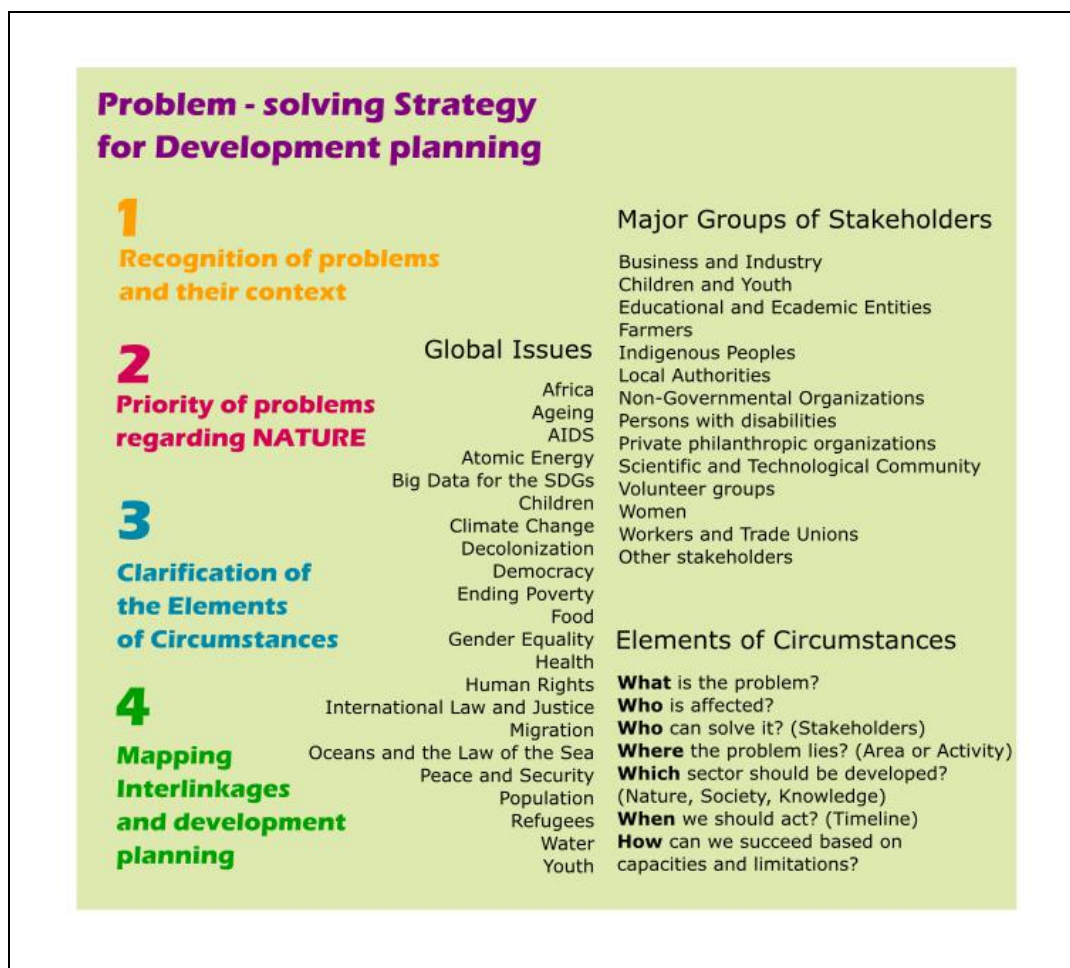 Problem - solving Strategy
for Development planning
1
Recognition of problems
and their context
2
Priority of problems
regarding NATURE
3
Clarification of
the Elements
of Circumstances
4
Mapping
Interlinkages
and development
planning
Global Issues
Africa
Ageing
AIDS
Atomic Energy
Big Data for the SDGs
Children
Climate Change
Decolonization
Democracy
Ending Poverty
Food
Gender Equality
Health
Human Rights
International Law and Justice
Migration
Oceans and the Law of the Sea
Peace and Security
Population
Refugees
Water
Youth
Major Groups of Stakeholders
Business and Industry
Children and Youth
Educational and Ecademic Entities
Farmers
Indigenous Peoples
Local Authorities
Non-Governmental Organizations
Persons with disabilities
Private philanthropic organizations
Scientific and Technological Community
Volunteer groups
Women
Workers and Trade Unions
Other stakeholders
Elements of Circumstances
What is the problem?
Who is affected?
Who can solve it? (Stakeholders)
Where the problem lies? (Area or Activity)
Which sector should be developed?
(Nature, Society, Knowledge)
When we should act? (Timeline)
How can we succeed based on
capacities and limitations?